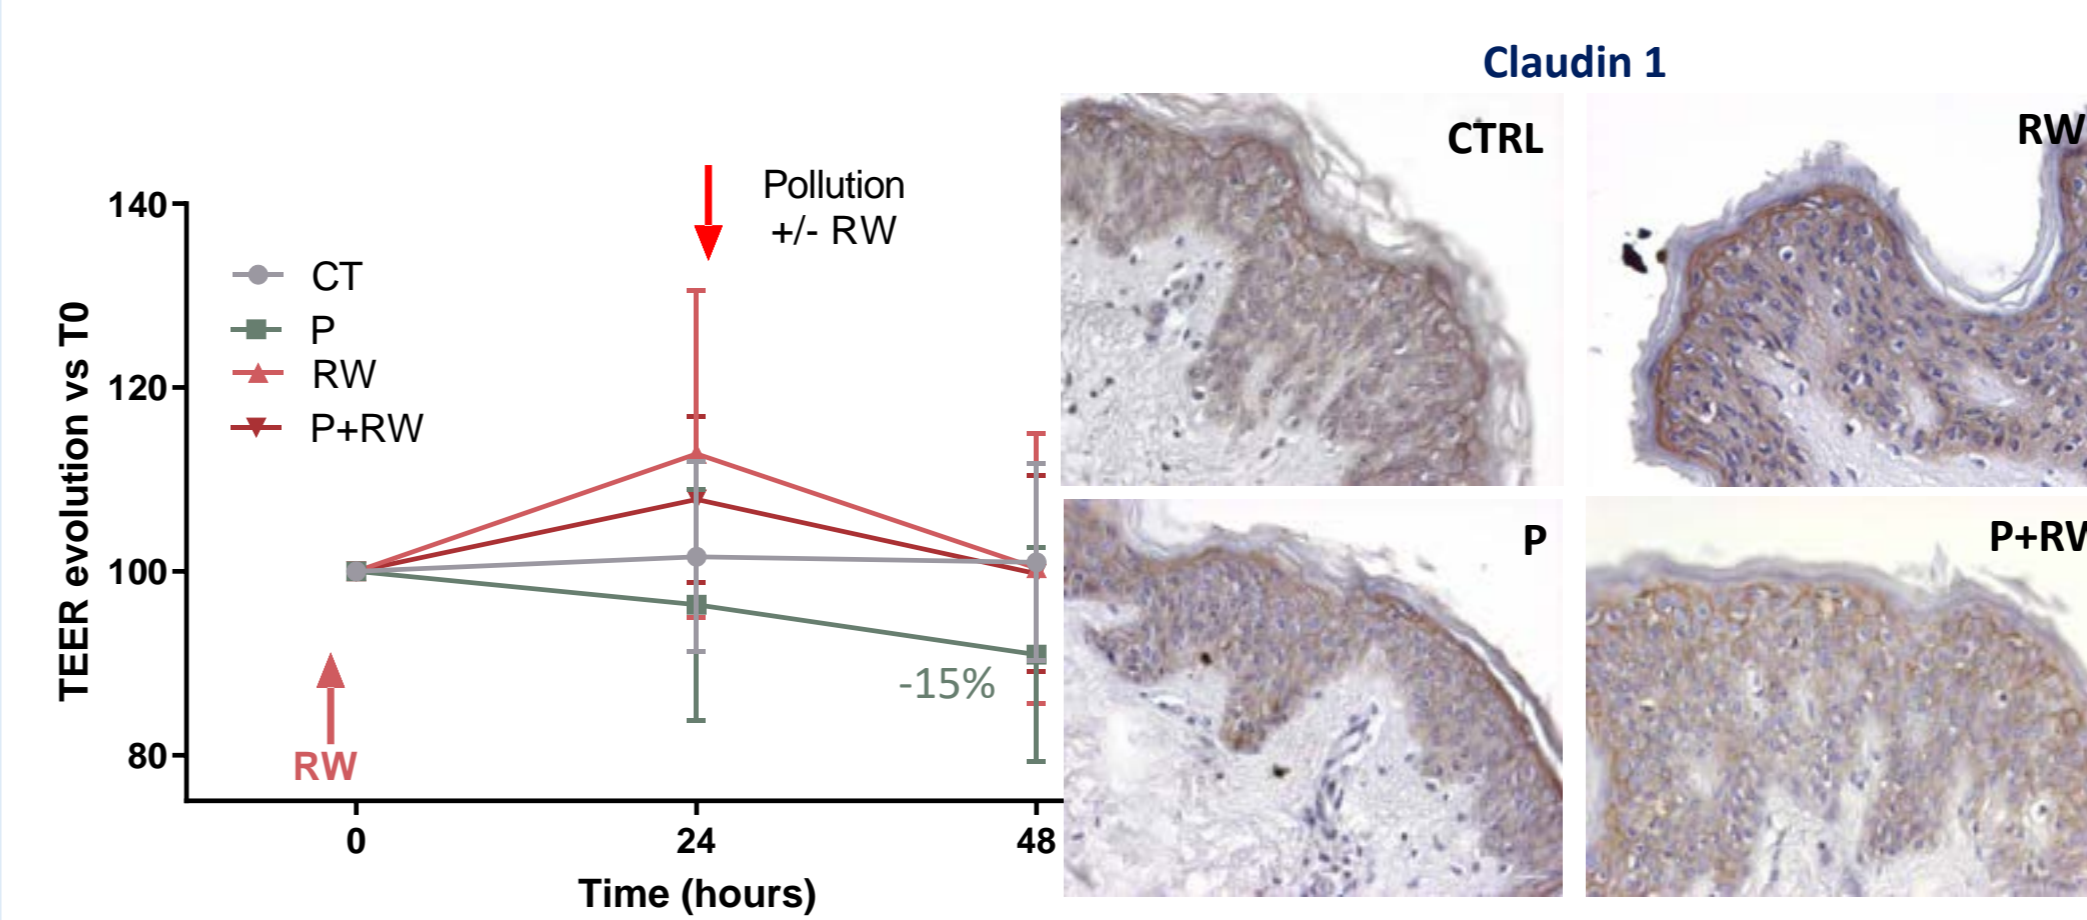 Claudin 1
CTRL
RW
P
P+RW
Pollution
+/- RW
140
120
100
80
TEER evolution vs T0
CT
P
RW
P+RW
RW
-15%
0
24
48
Time (hours)